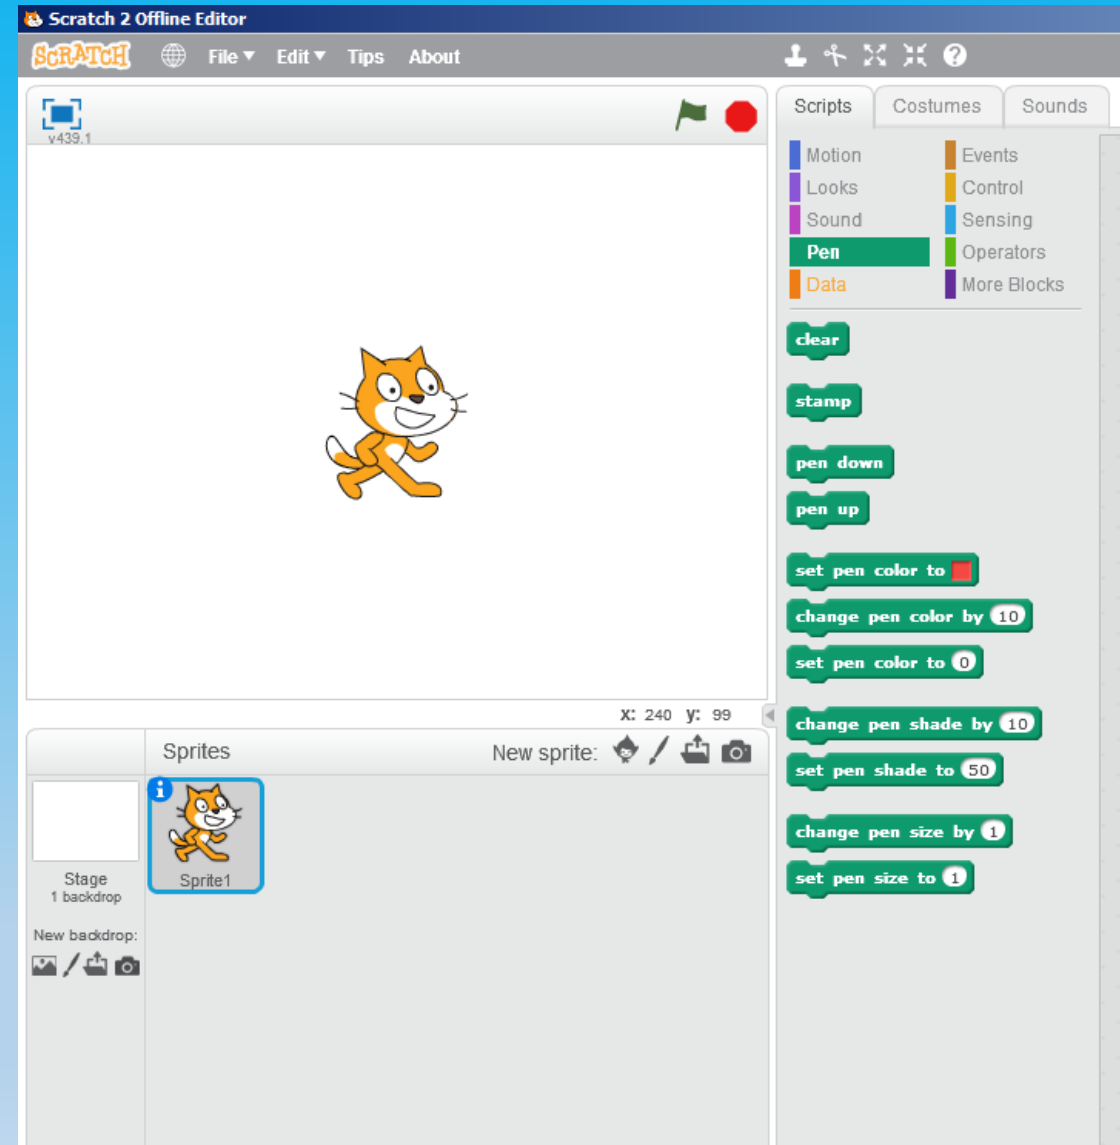 Scratch 2 Offline Editor
SCRATCH File Edit Tips About
v439.1
Scripts Costumes Sounds
Motion Events
Looks Control
Sound Sensing
Pen Operators
Data More Blocks
clear
stamp
pen down
pen up
set pen color to
change pen color by 10
set pen color to 0
change pen shade by 10
set pen shade to 50
change pen size by 1
set pen size to 1
x: 240 y: 99
Sprites New sprite:
Sprite1
Stage
1 backdrop
New backdrop: